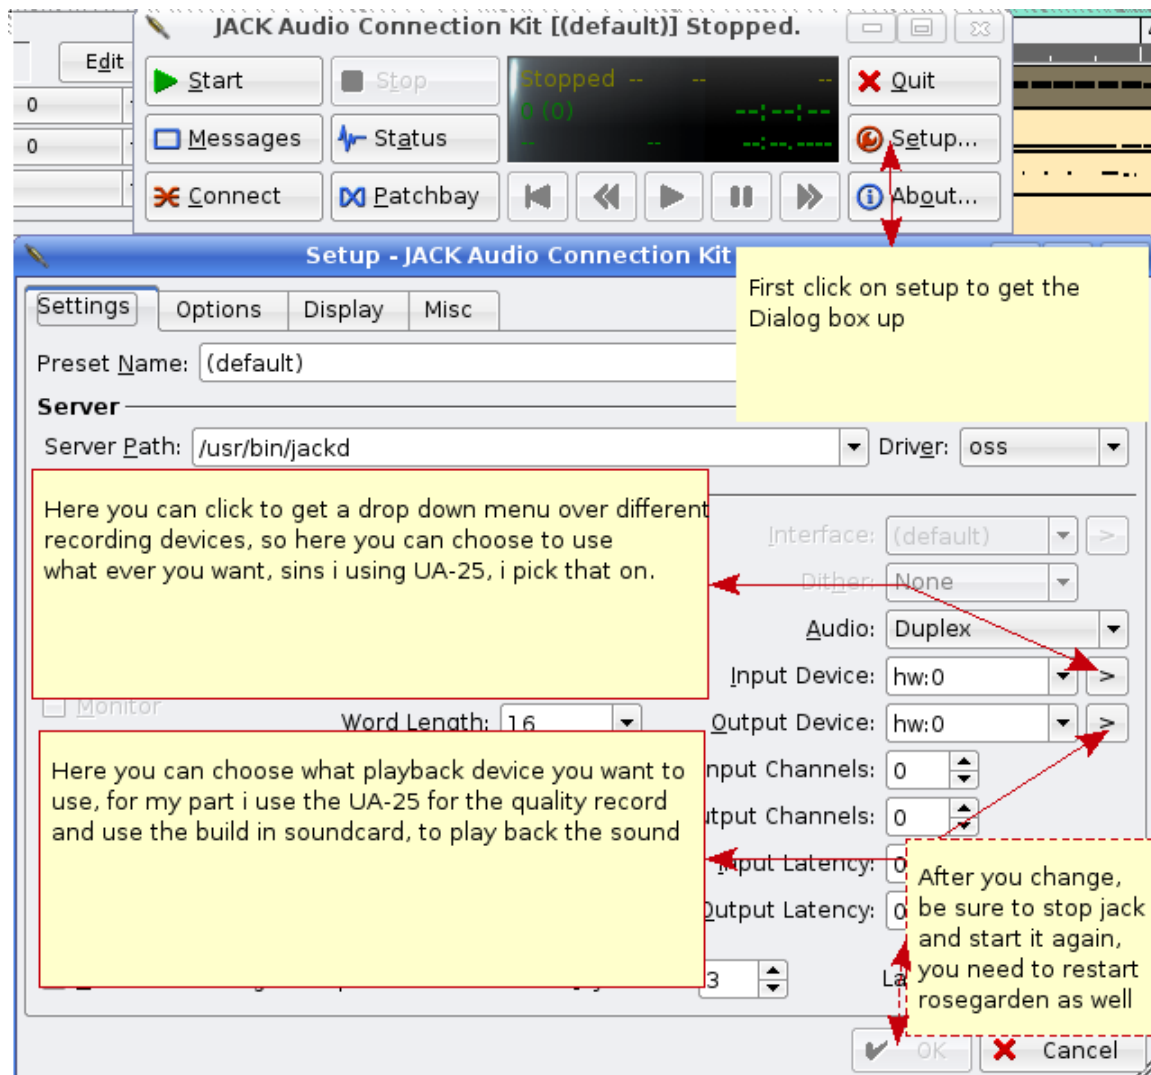 JACK Audio Connection Kit [(default)] Stopped.
Edit
Start
Stop
Stopped -- -- --
Quit
0
0 (0) --:--:--
Messages
Status
-- -- --:--.----
Setup...
0
Connect
Patchbay
About...
Setup - JACK Audio Connection Kit
First click on setup to get the
Dialog box up
Settings
Options
Display
Misc
Preset Name: (default)
Server
Server Path: /usr/bin/jackd
Driver: oss
Here you can click to get a drop down menu over different
recording devices, so here you can choose to use
what ever you want, sins i using UA-25, i pick that on.
Interface: (default) >
Dither: None
Audio: Duplex
Input Device: hw:0 >
Monitor
Word Length: 16
Output Device: hw:0 >
Here you can choose what playback device you want to
use, for my part i use the UA-25 for the quality record
and use the build in soundcard, to play back the sound
nput Channels: 0
utput Channels: 0
Input Latency: 0
Output Latency: 0
After you change,
be sure to stop jack
and start it again,
you need to restart
rosegarden as well
3
La
OK
Cancel